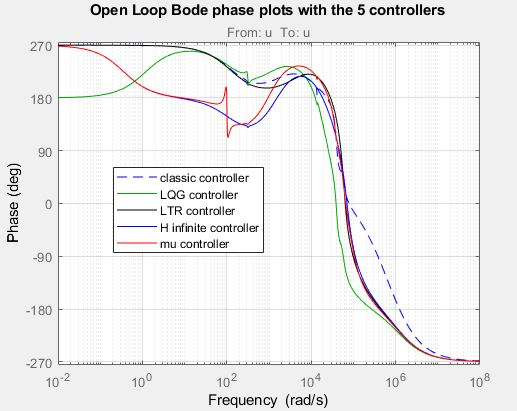 Open Loop Bode phase plots with the 5 controllers
From: u To: u
Phase (deg)
270
180
90
0
-90
-180
-270
classic controller
LQG controller
LTR controller
H infinite controller
mu controller
10^-2 10^0 10^2 10^4 10^6 10^8
Frequency (rad/s)